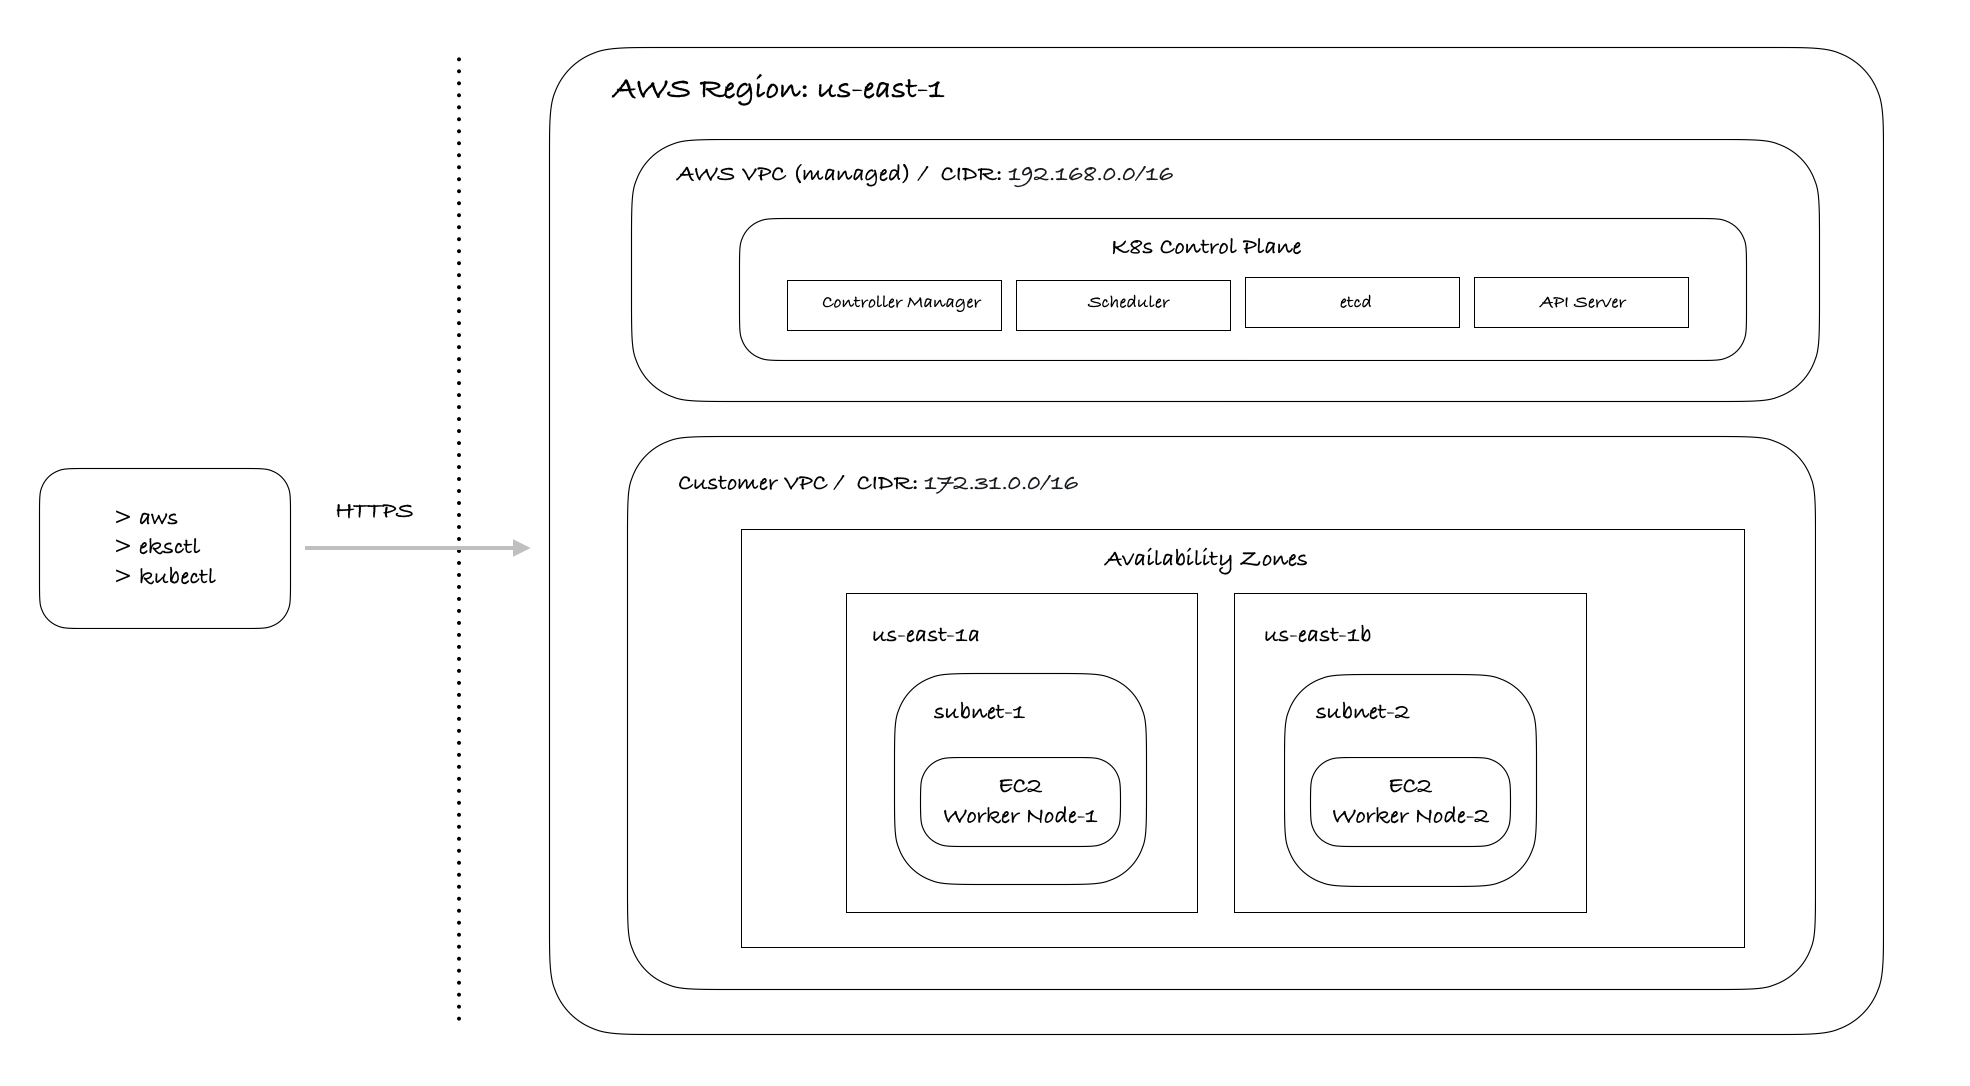 AWS Region: us-east-1
AWS VPC (managed) / CIDR: 192.168.0.0/16
K8s Control Plane
Controller Manager
Scheduler
etcd
API Server
> aws
> eksctl
> kubectl
HTTPS
Customer VPC / CIDR: 172.31.0.0/16
Availability Zones
us-east-1a
subnet-1
EC2
Worker Node-1
us-east-1b
subnet-2
EC2
Worker Node-2